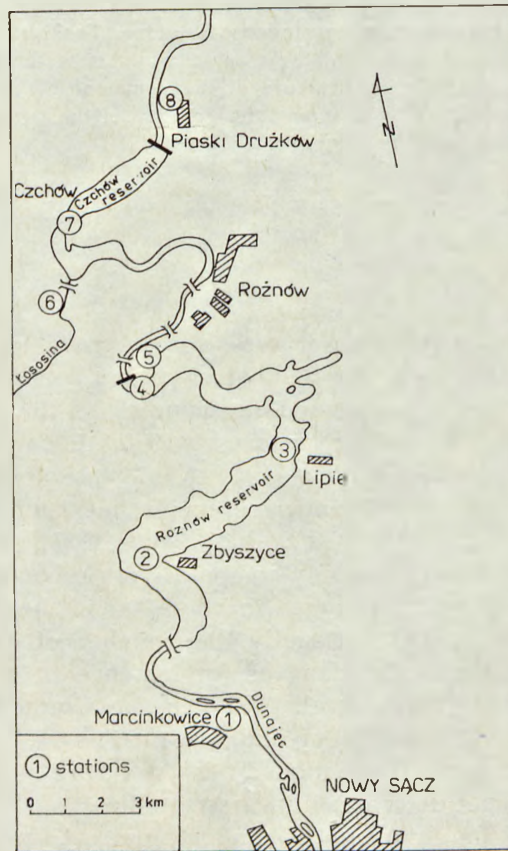 8
Piaski Drużków
N
Czchów
Czchów reservoir
7
6
Rożnów
Łososina
5
4
3
Lipie
Rożnów reservoir
2
Zbyszyce
Dunajec
Marcinkowice 1
1 stations
0 1 2 3 km
NOWY SĄCZ